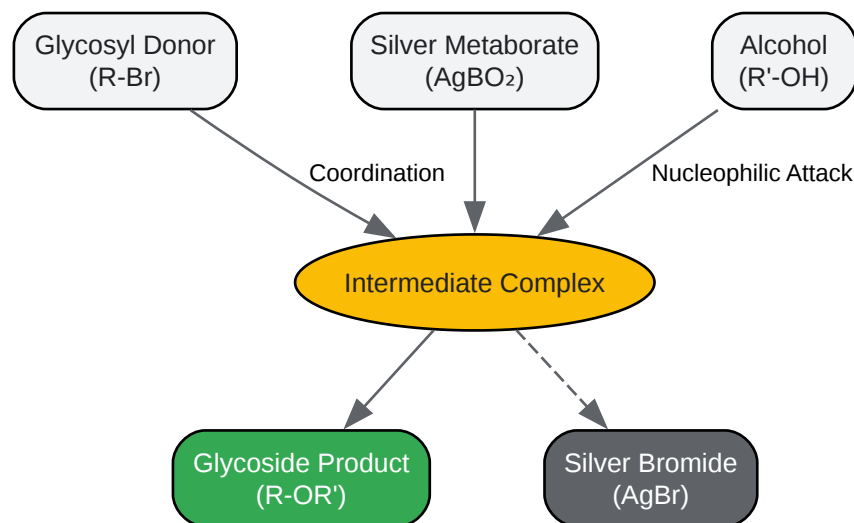 Glycosyl Donor
(R-Br)
Silver Metaborate
(AgBO₂)
Alcohol
(R'-OH)
Coordination
Nucleophilic Attack
Intermediate Complex
Glycoside Product
(R-OR')
Silver Bromide
(AgBr)